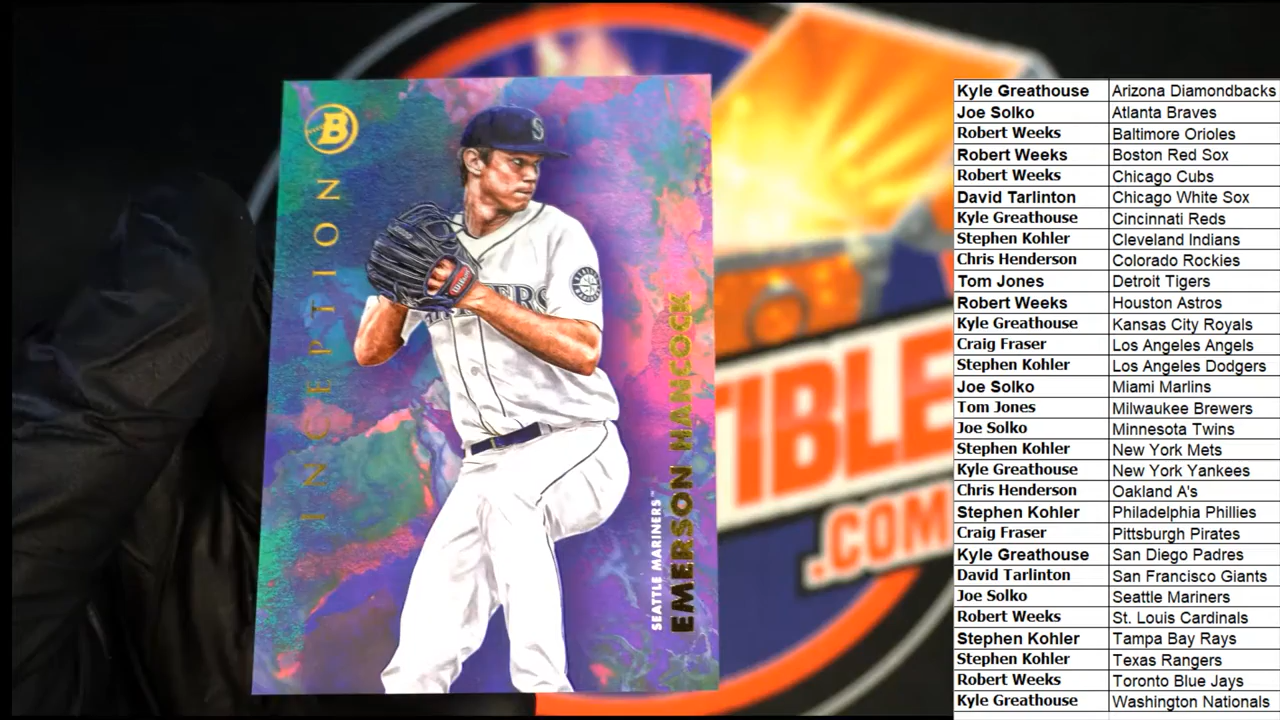 B
INCEPTION
S
MARINERS
Wilson
SEATTLE MARINERS™
EMERSON HANCOCK
TIBLE
.COM
Kyle Greathouse Arizona Diamondbacks
Joe Solko Atlanta Braves
Robert Weeks Baltimore Orioles
Robert Weeks Boston Red Sox
Robert Weeks Chicago Cubs
David Tarlinton Chicago White Sox
Kyle Greathouse Cincinnati Reds
Stephen Kohler Cleveland Indians
Chris Henderson Colorado Rockies
Tom Jones Detroit Tigers
Robert Weeks Houston Astros
Kyle Greathouse Kansas City Royals
Craig Fraser Los Angeles Angels
Stephen Kohler Los Angeles Dodgers
Joe Solko Miami Marlins
Tom Jones Milwaukee Brewers
Joe Solko Minnesota Twins
Stephen Kohler New York Mets
Kyle Greathouse New York Yankees
Chris Henderson Oakland A's
Stephen Kohler Philadelphia Phillies
Craig Fraser Pittsburgh Pirates
Kyle Greathouse San Diego Padres
David Tarlinton San Francisco Giants
Joe Solko Seattle Mariners
Robert Weeks St. Louis Cardinals
Stephen Kohler Tampa Bay Rays
Stephen Kohler Texas Rangers
Robert Weeks Toronto Blue Jays
Kyle Greathouse Washington Nationals